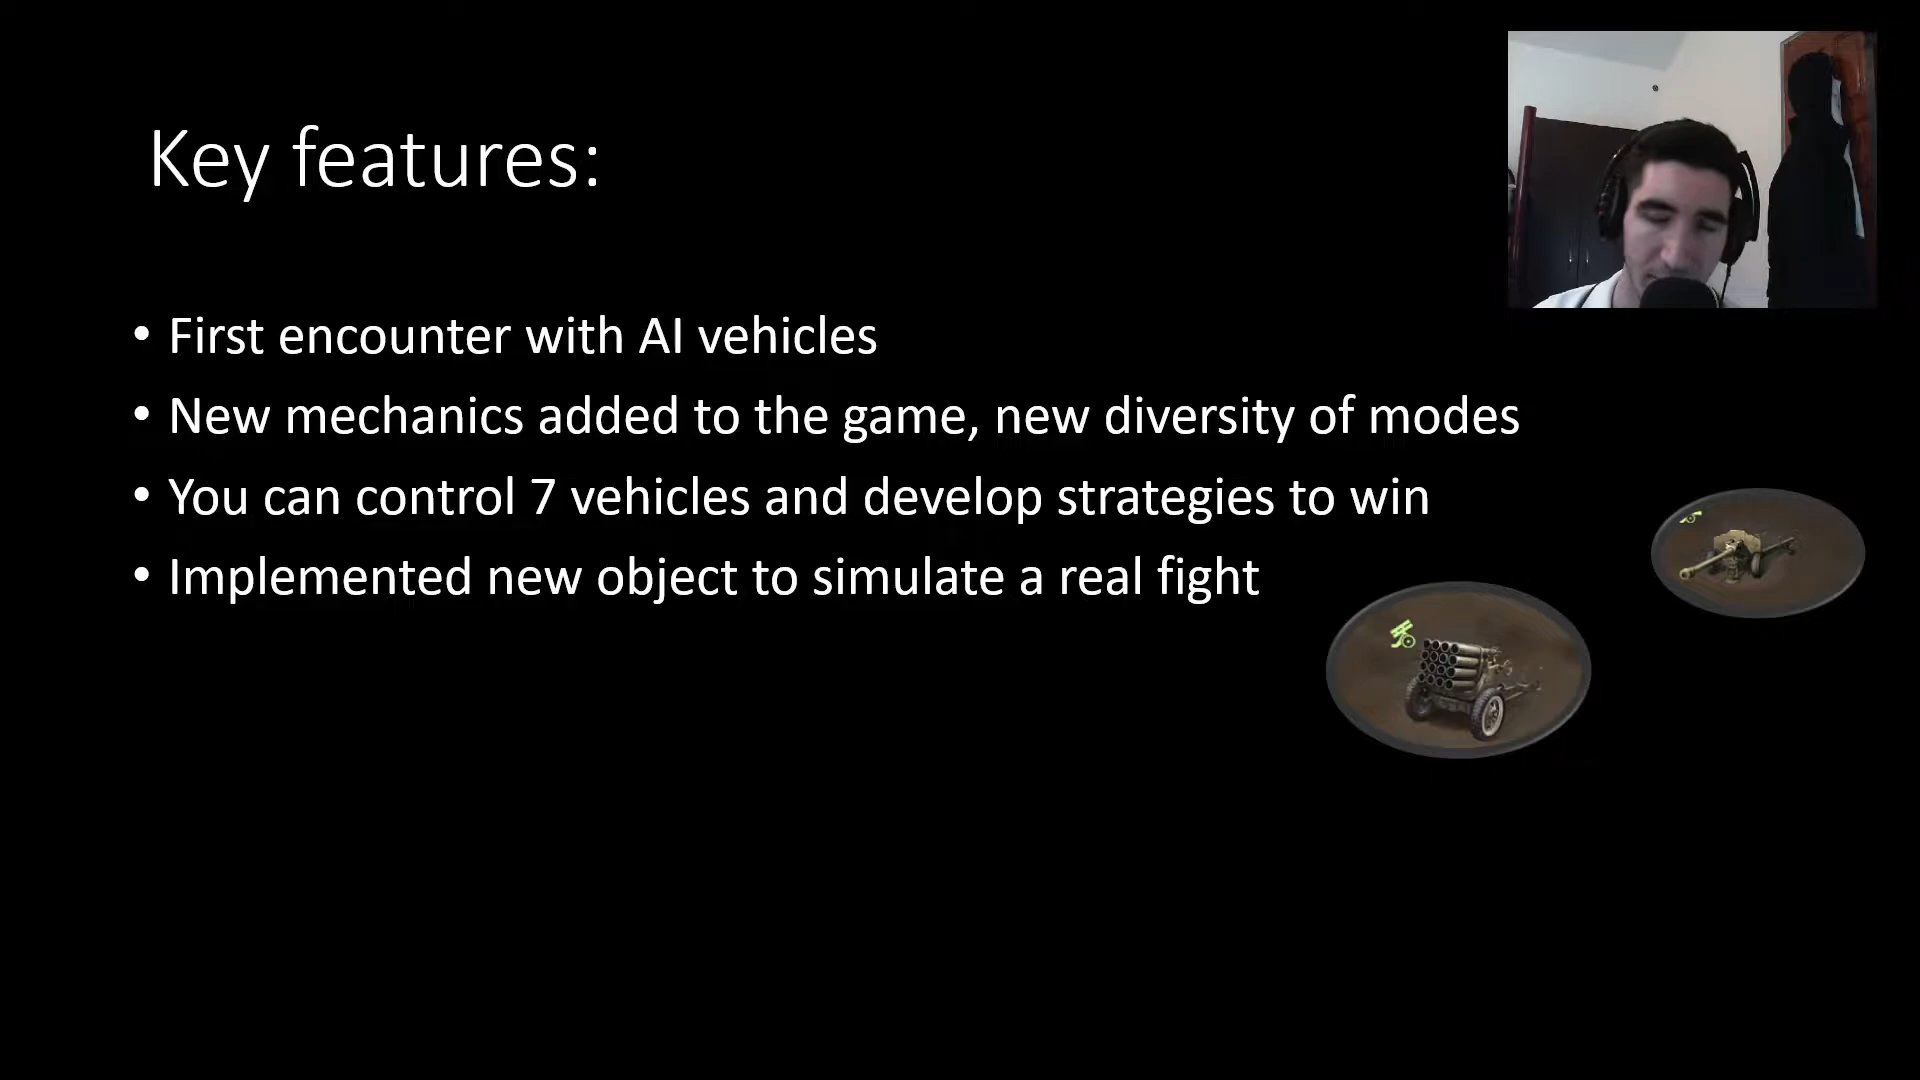 Key features:
• First encounter with AI vehicles
• New mechanics added to the game, new diversity of modes
• You can control 7 vehicles and develop strategies to win
• Implemented new object to simulate a real fight